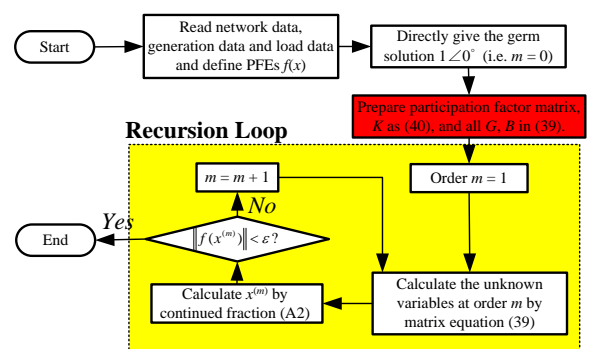 Start
Read network data,
generation data and load data
and define PFEs f(x)
Directly give the germ
solution 1∠0° (i.e. m = 0)
Prepare participation factor matrix,
K as (40), and all G, B in (39).
Recursion Loop
m = m + 1
Order m = 1
No
Yes
End
‖f(x^(m))‖ < ε?
Calculate x^(m) by
continued fraction (A2)
Calculate the unknown
variables at order m by
matrix equation (39)